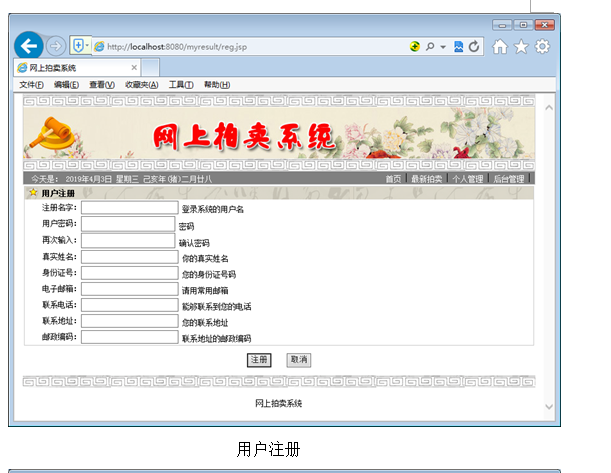 http://localhost:8080/myresult/reg.jsp
网上拍卖系统
文件(F) 编辑(E) 查看(V) 收藏夹(A) 工具(T) 帮助(H)
网上拍卖系统
今天是: 2019年4月3日 星期三 己亥年(猪)二月廿八 首页 | 最新拍卖 | 个人管理 | 后台管理 |
用户注册
注册名字: 登录系统的用户名
用户密码: 密码
再次输入: 确认密码
真实姓名: 你的真实姓名
身份证号: 您的身份证号码
电子邮箱: 请用常用邮箱
联系电话: 能够联系到您的电话
联系地址: 您的联系地址
邮政编码: 联系地址的邮政编码
注册 取消
网上拍卖系统
用户注册